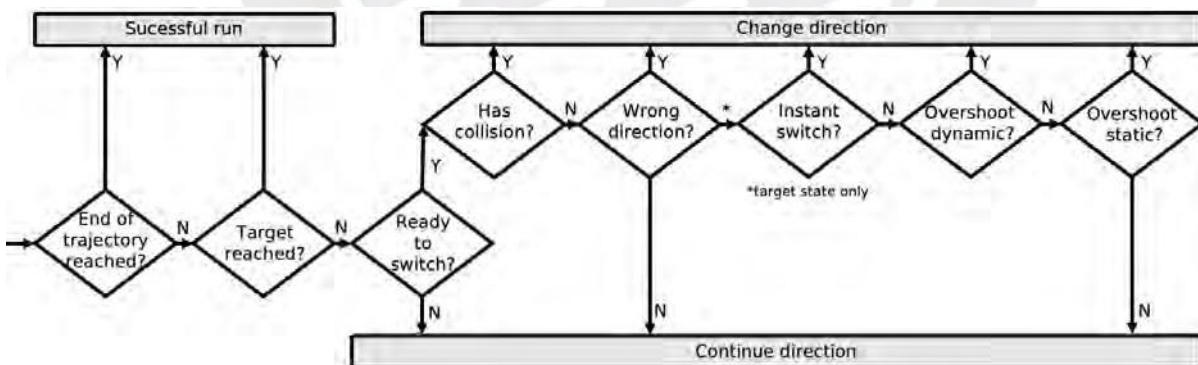 Sucessful run
Change direction
Y
Y
Y
Y
Y
Y
Y
Has
collision?
N
Wrong
direction?
*
Instant
switch?
N
Overshoot
dynamic?
N
Overshoot
static?
Y
*target state only
End of
trajectory
reached?
N
Target
reached?
N
Ready
to
switch?
N
N
N
Continue direction